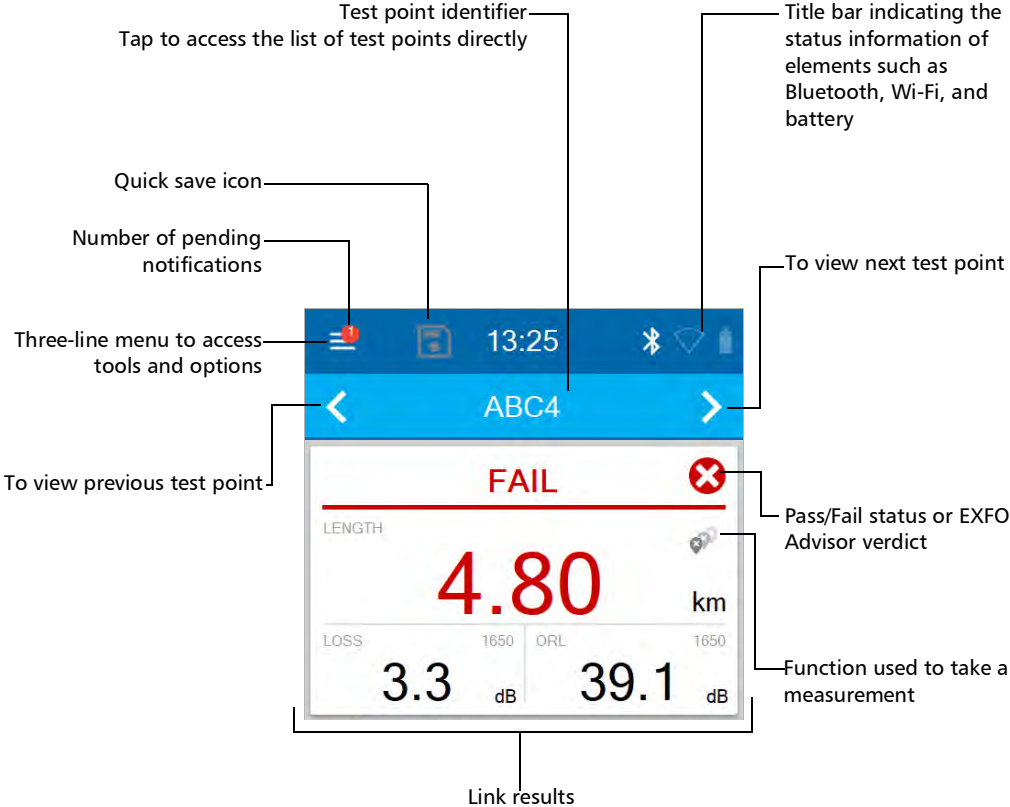 Test point identifier
Tap to access the list of test points directly
Title bar indicating the
status information of
elements such as
Bluetooth, Wi-Fi, and
battery
Quick save icon
Number of pending
notifications
To view next test point
Three-line menu to access
tools and options
1
13:25
ABC4
To view previous test point
FAIL
Pass/Fail status or EXFO
Advisor verdict
LENGTH
4.80
km
LOSS
1650
ORL
1650
3.3
dB
39.1
dB
Function used to take a
measurement
Link results